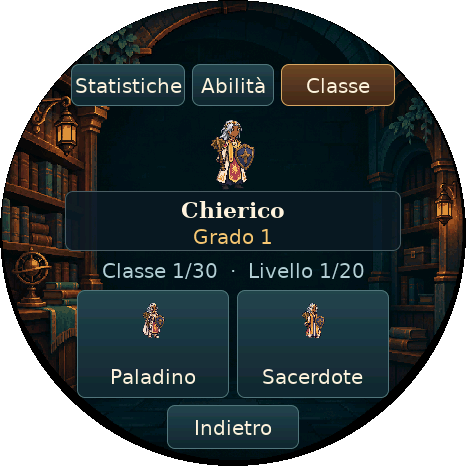 Statistiche Abilità Classe
Chierico
Grado 1
Classe 1/30 · Livello 1/20
Paladino Sacerdote
Indietro